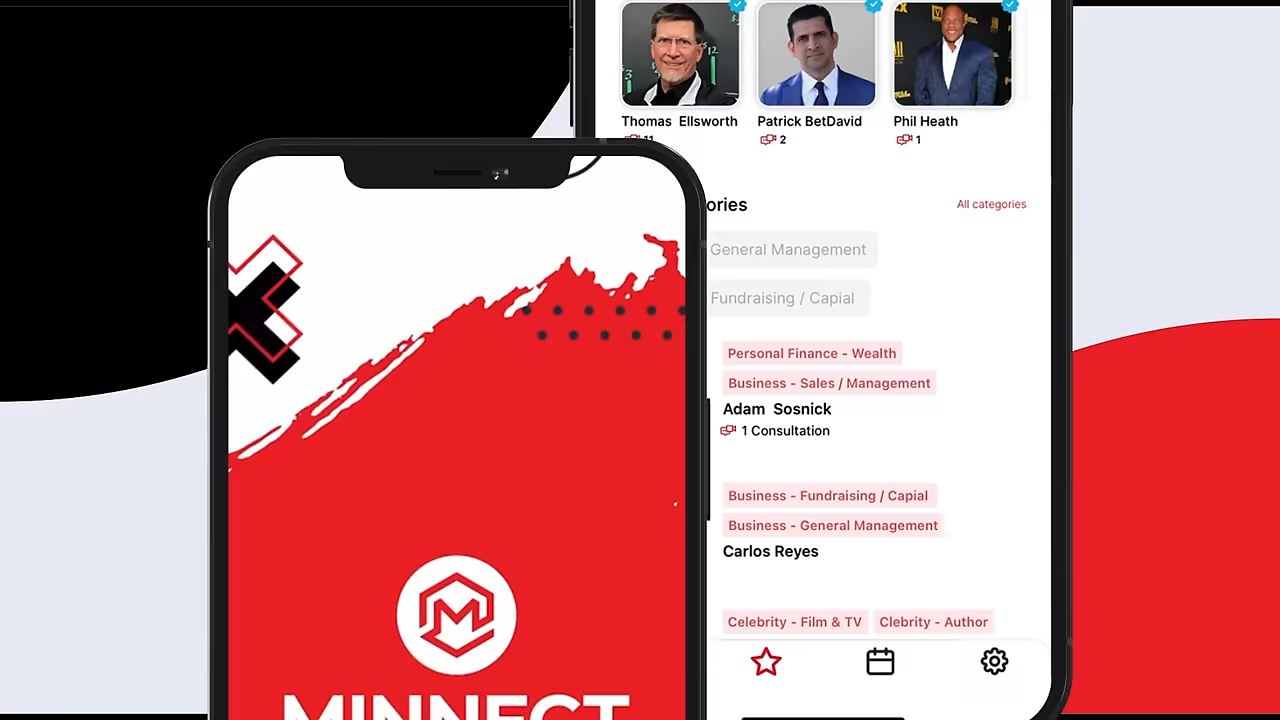 Thomas Ellsworth
Patrick BetDavid
Phil Heath
11
2
1
ories
All categories
General Management
Fundraising / Capial
Personal Finance - Wealth
Business - Sales / Management
Adam Sosnick
1 Consultation
Business - Fundraising / Capial
Business - General Management
Carlos Reyes
Celebrity - Film & TV
Clebrity - Author
MINNECT